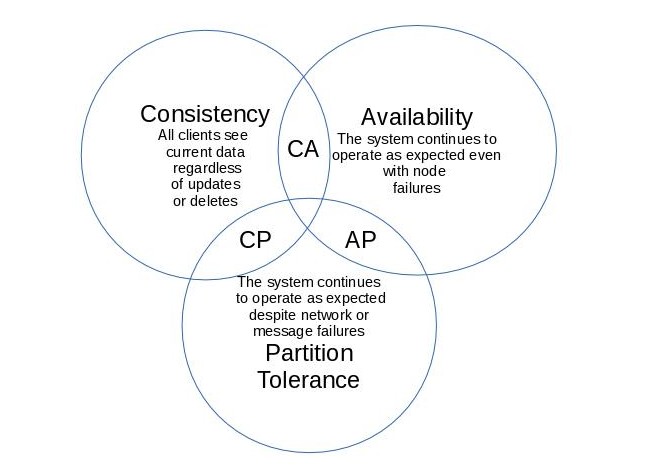 Consistency
All clients see
current data
regardless
of updates
or deletes
CA
Availability
The system continues to
operate as expected even
with node
failures
CP
AP
The system continues
to operate as expected
despite network or
message failures
Partition
Tolerance